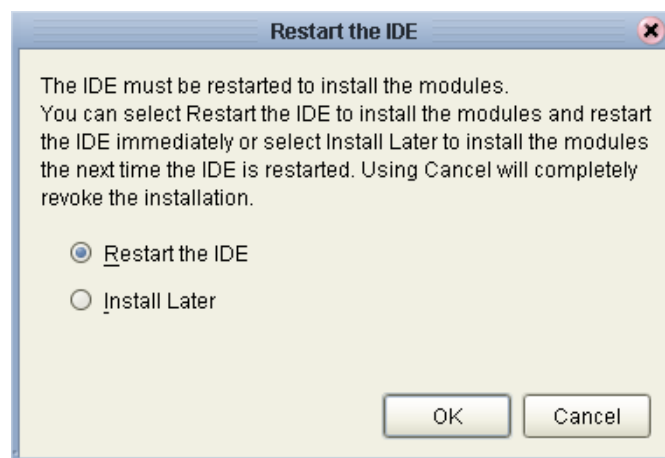 Restart the IDE
The IDE must be restarted to install the modules.
You can select Restart the IDE to install the modules and restart
the IDE immediately or select Install Later to install the modules
the next time the IDE is restarted. Using Cancel will completely
revoke the installation.
Restart the IDE
Install Later
OK Cancel